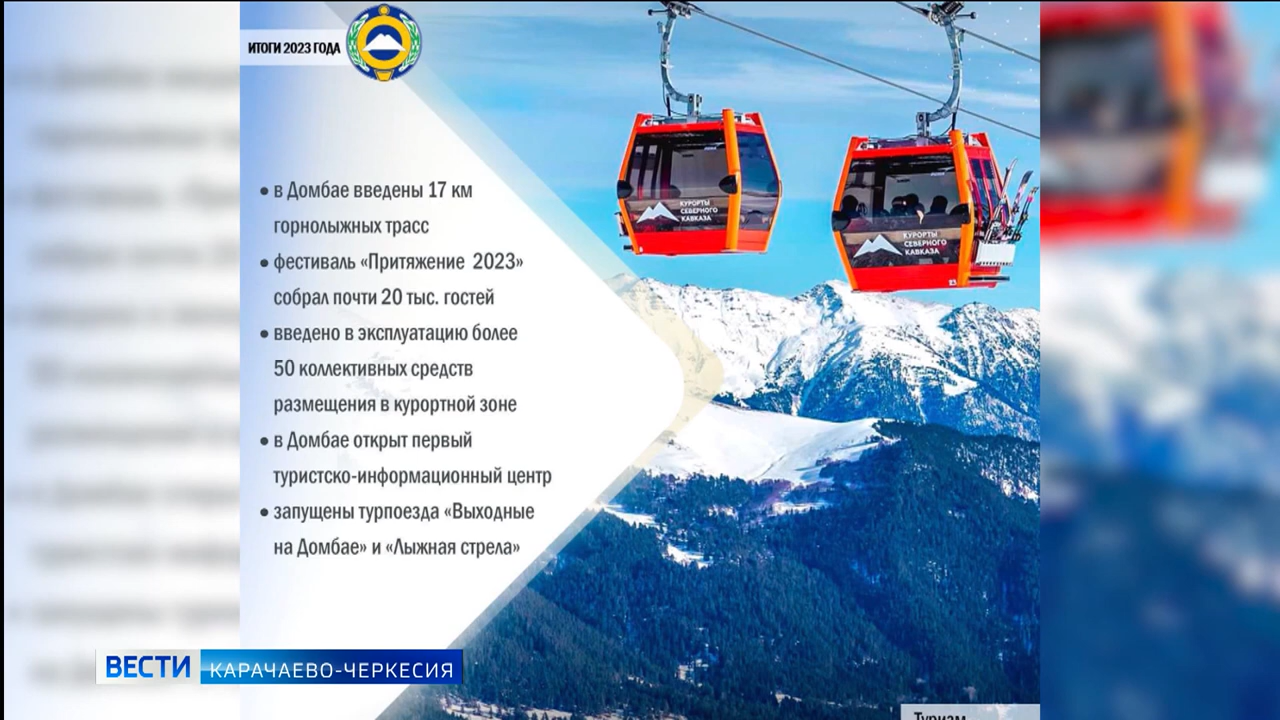 ИТОГИ 2023 ГОДА
• в Домбае введены 17 км
горнолыжных трасс
• фестиваль «Притяжение 2023»
собрал почти 20 тыс. гостей
• введено в эксплуатацию более
50 коллективных средств
размещения в курортной зоне
• в Домбае открыт первый
туристско-информационный центр
• запущены турпоезда «Выходные
на Домбае» и «Лыжная стрела»
КУРОРТЫ
СЕВЕРНОГО
КАВКАЗА
КУРОРТЫ
СЕВЕРНОГО
КАВКАЗА
ВЕСТИ КАРАЧАЕВО-ЧЕРКЕСИЯ
Туризм